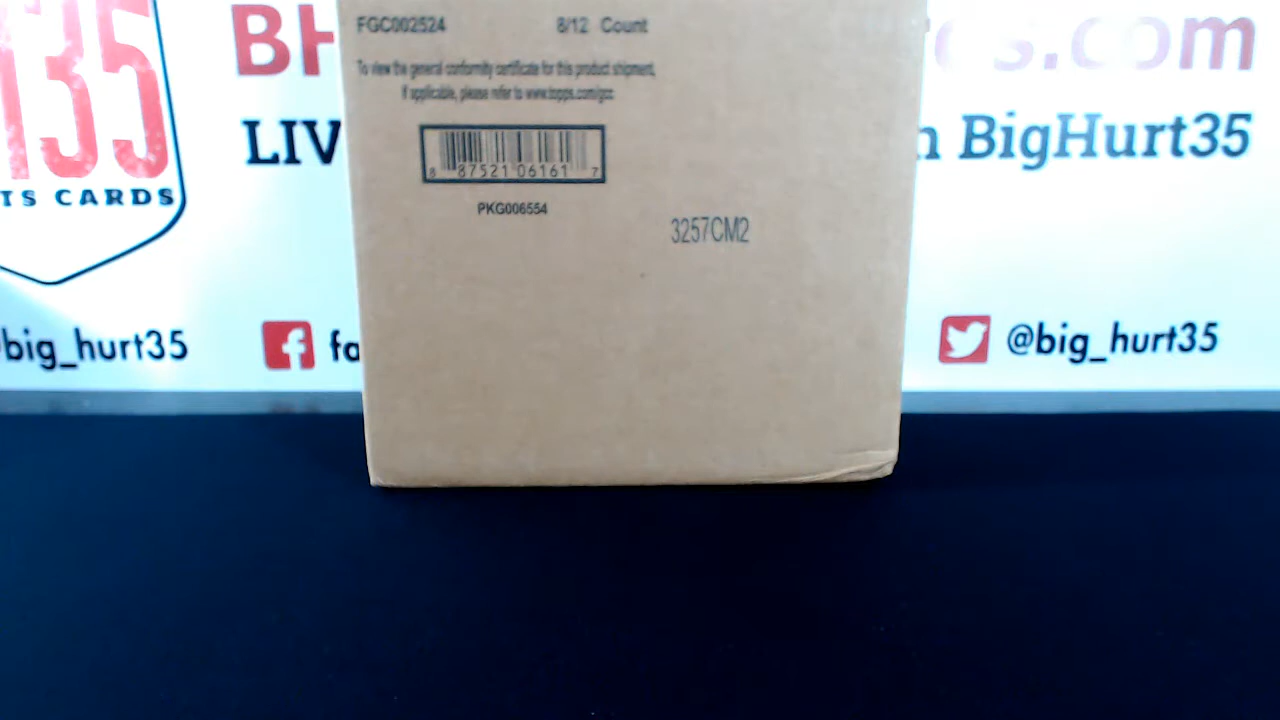 FGC002524 8/12 Count
To view the general conformity certificate for this product shipment,
if applicable, please refer to www.topps.com/gcc
8 87521 06161 7
PKG006554
3257CM2
135
TS CARDS
big_hurt35
BH
LIV
fa
s.com
n BigHurt35
@big_hurt35